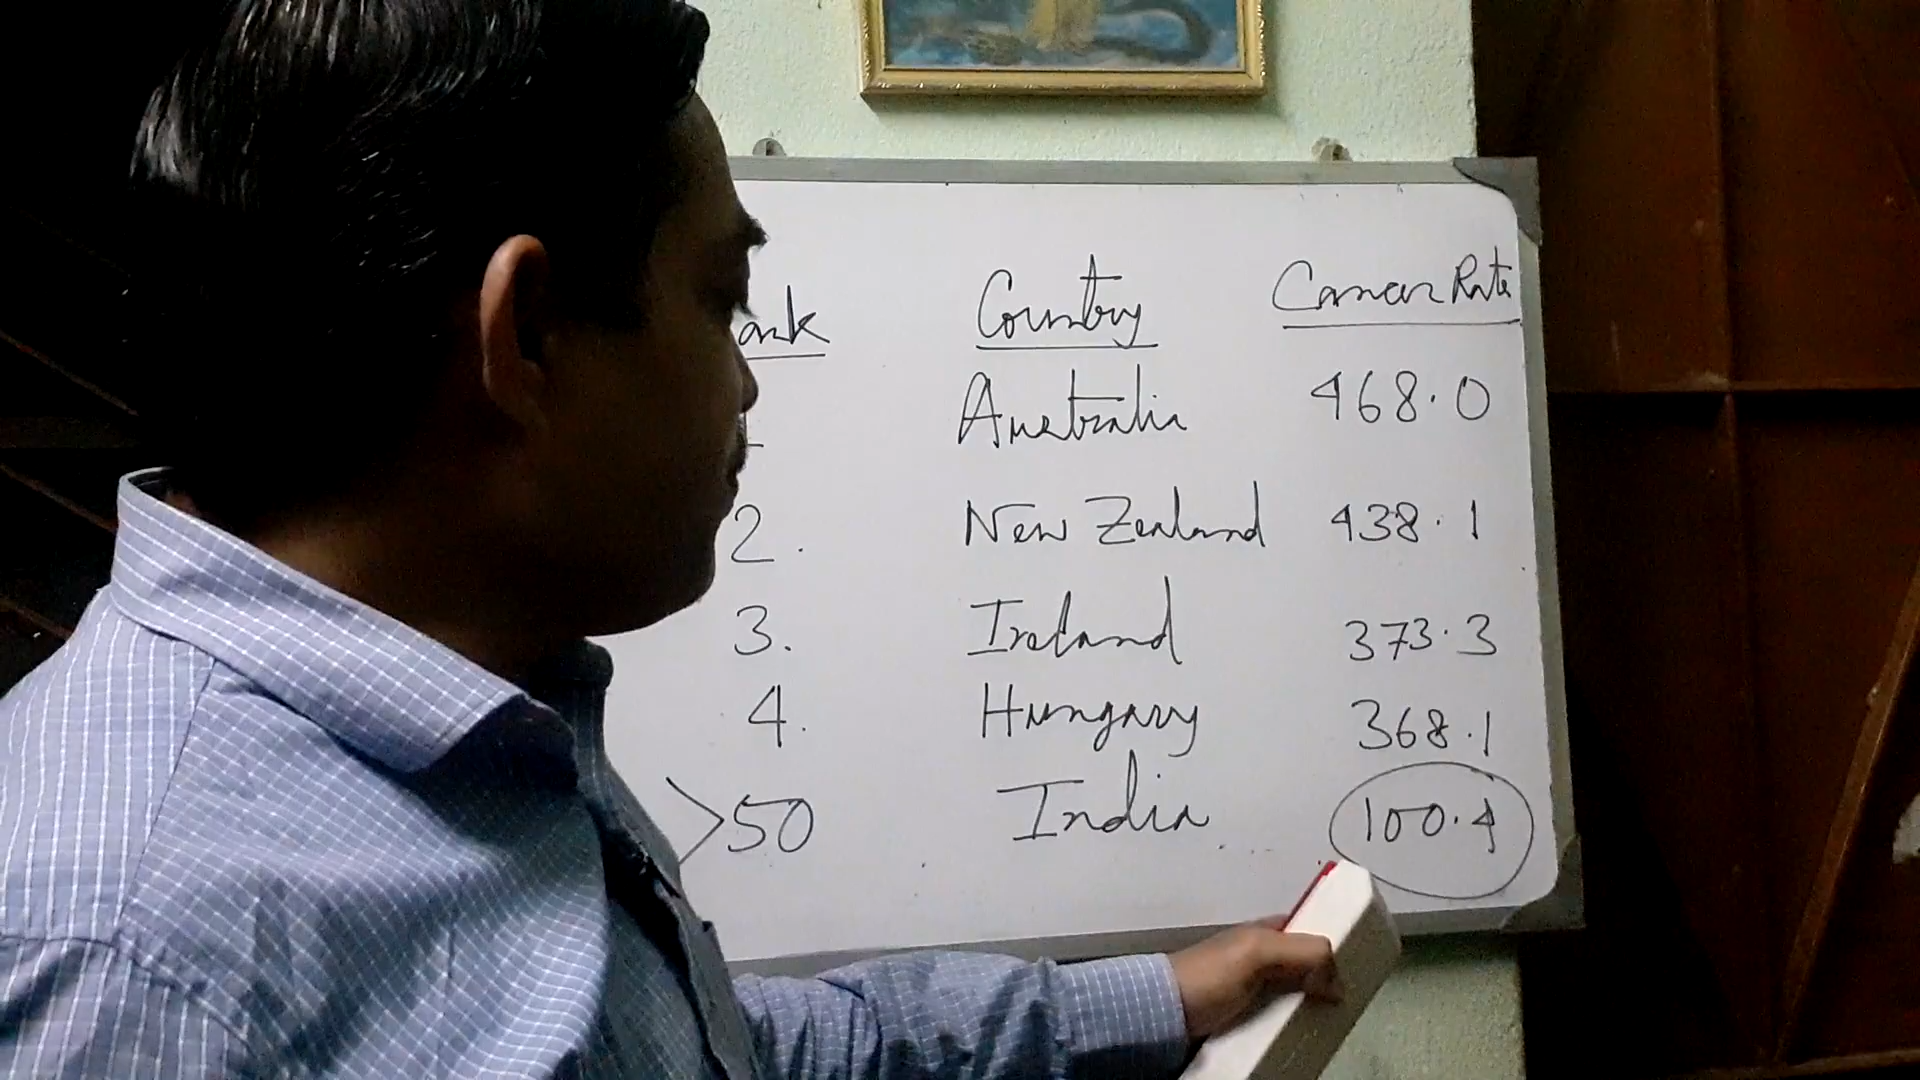 ank Country Cancer Rate
1 Australia 468.0
2. New Zealand 438.1
3. Ireland 373.3
4. Hungary 368.1
>50 India 100.4